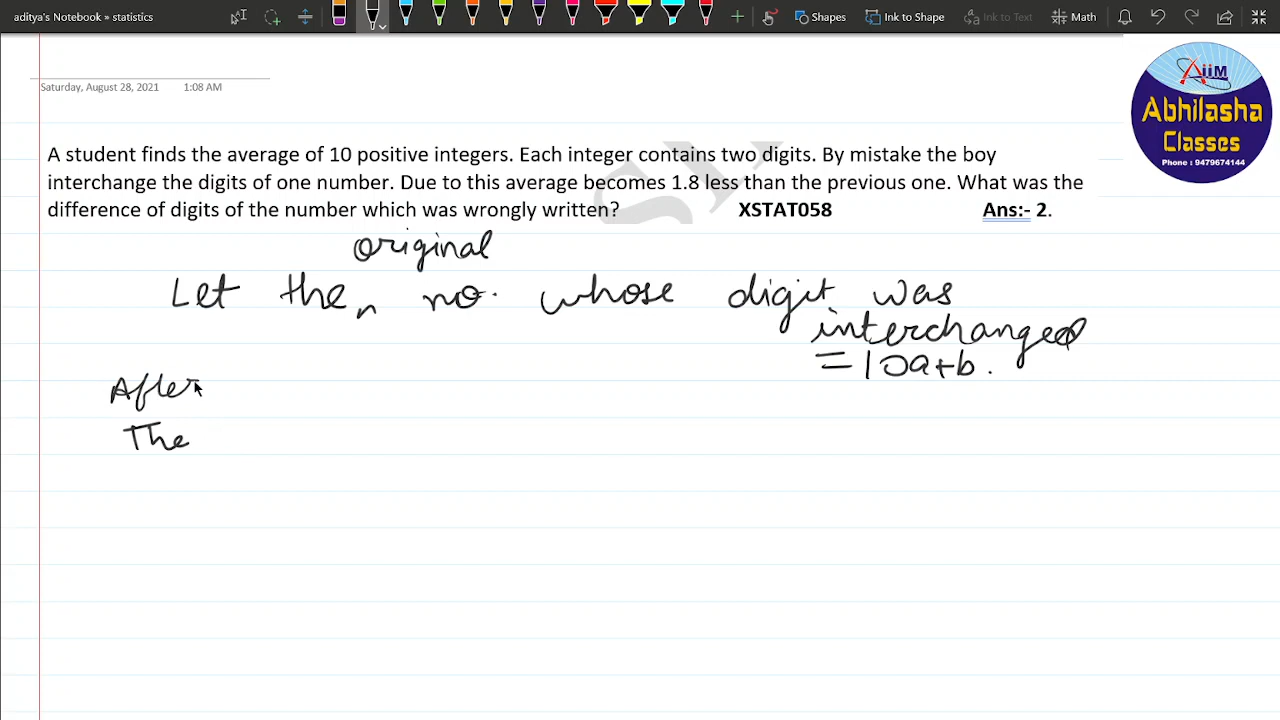 aditya's Notebook » statistics
Shapes
Ink to Shape
Ink to Text
Math
AIIM
Abhilasha
Classes
Phone : 9479674144
Saturday, August 28, 2021 1:08 AM
A student finds the average of 10 positive integers. Each integer contains two digits. By mistake the boy
interchange the digits of one number. Due to this average becomes 1.8 less than the previous one. What was the
difference of digits of the number which was wrongly written? XSTAT058 Ans:- 2.
original
Let the no. whose digit was
interchanged
= 10a+b.
After
The